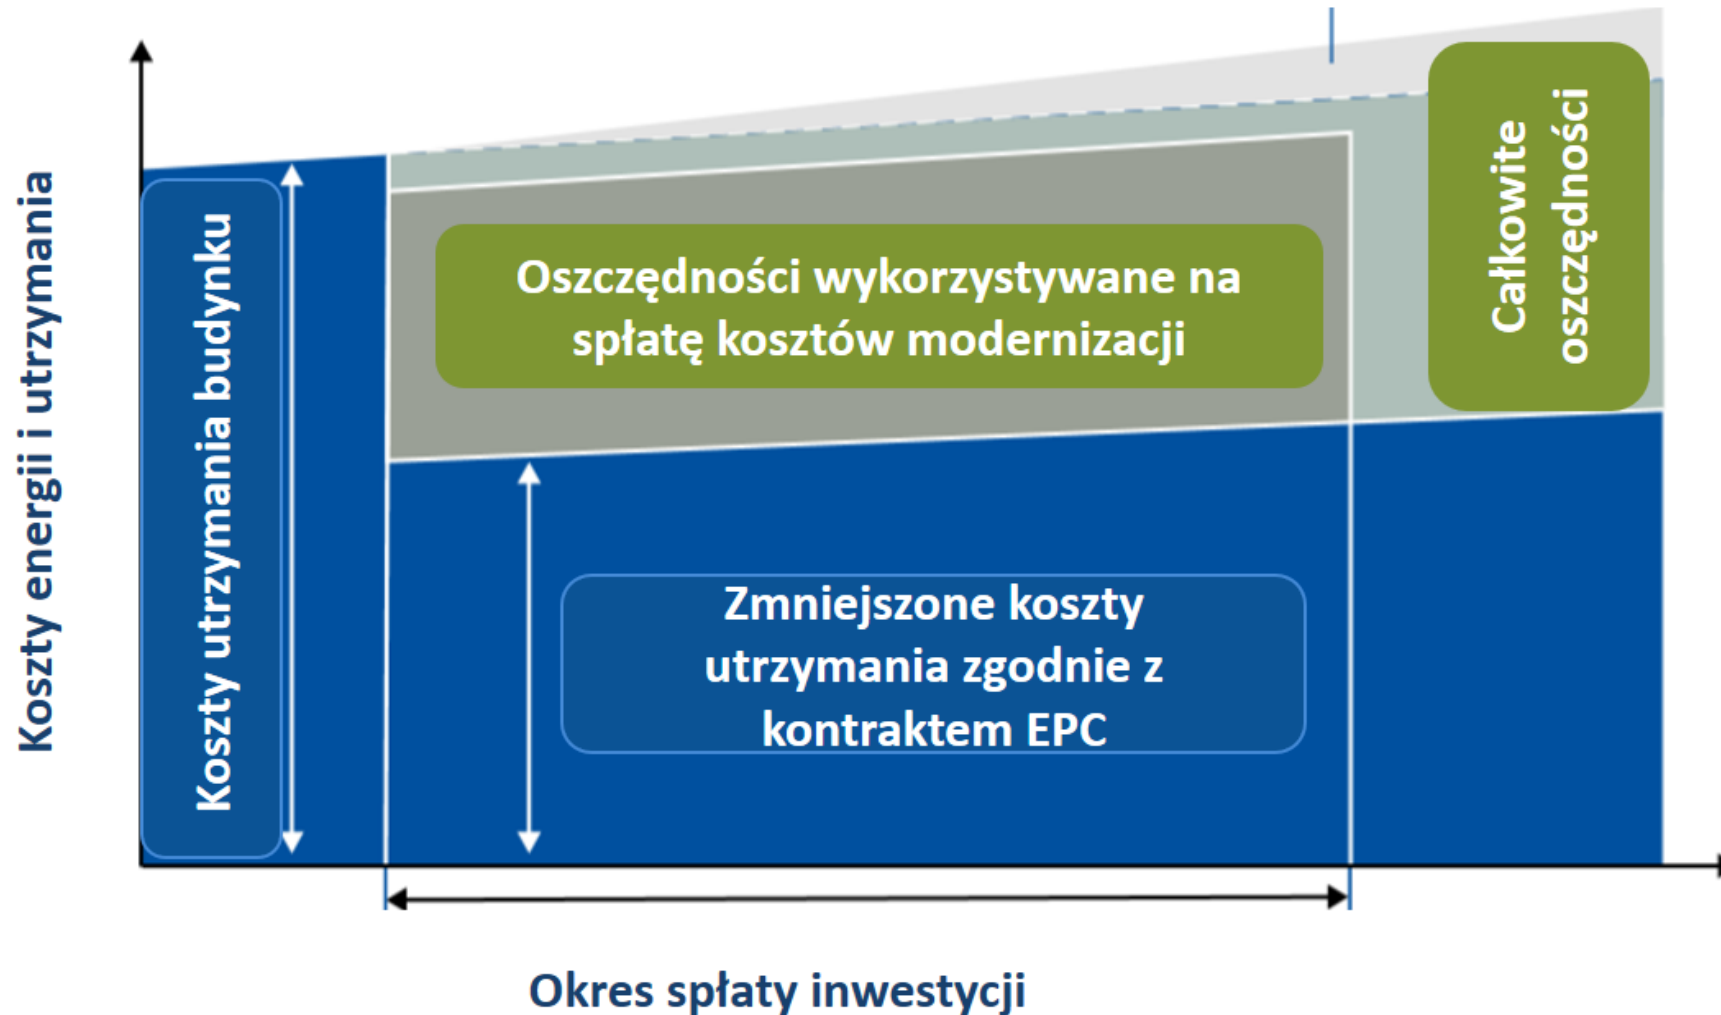 Koszty energii i utrzymania
Koszty utrzymania budynku
Oszczędności wykorzystywane na
spłatę kosztów modernizacji
Całkowite
oszczędności
Zmniejszone koszty
utrzymania zgodnie z
kontraktem EPC
Okres spłaty inwestycji